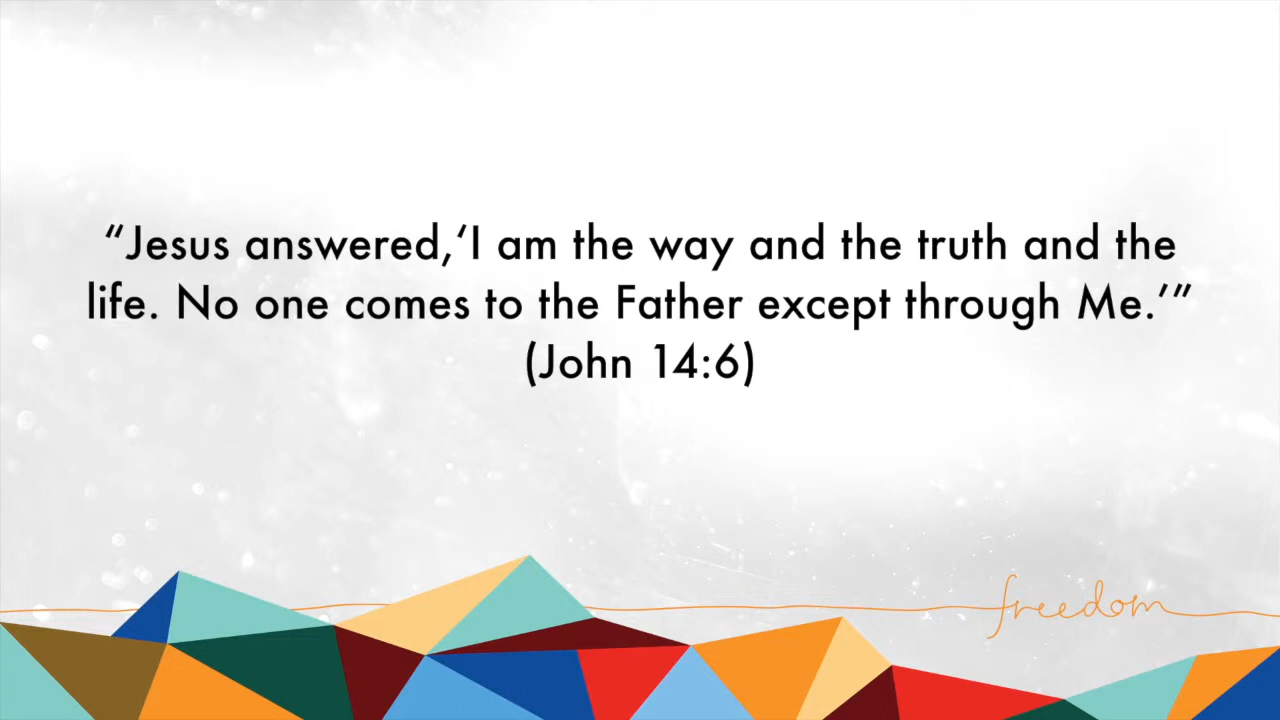 “Jesus answered,‘I am the way and the truth and the
life. No one comes to the Father except through Me.’”
(John 14:6)
freedom